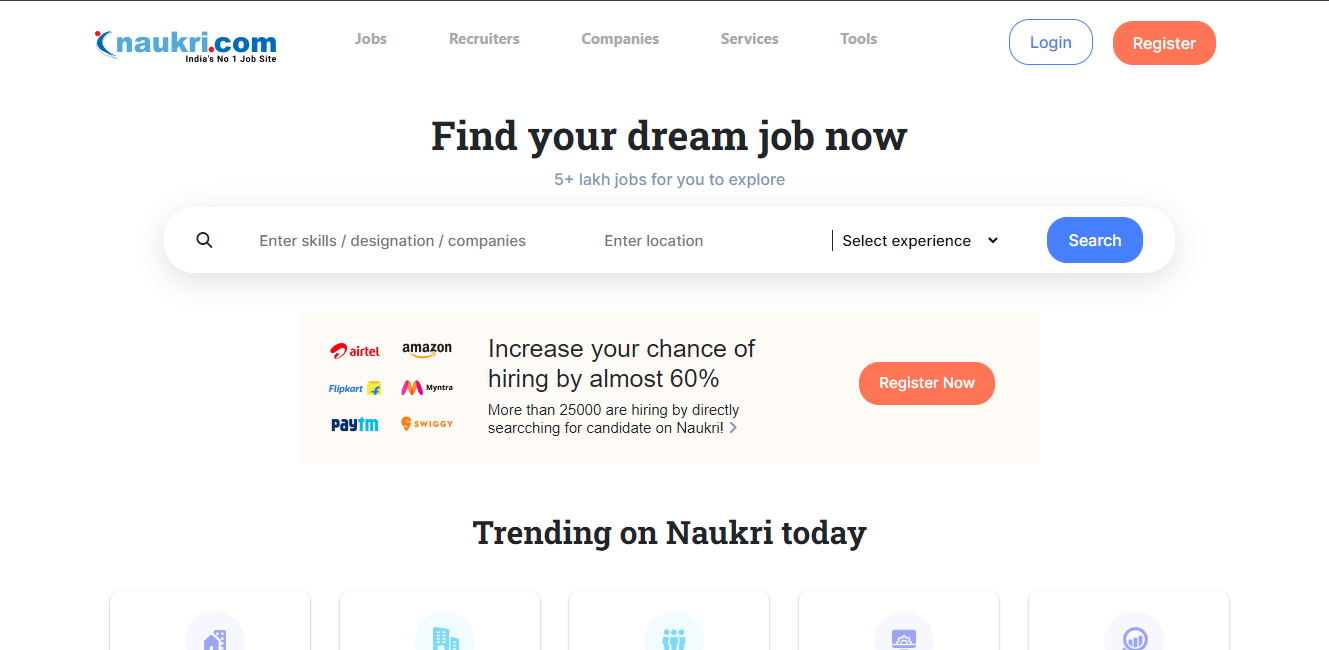 naukri.com
India's No 1 Job Site
Jobs
Recruiters
Companies
Services
Tools
Login
Register
Find your dream job now
5+ lakh jobs for you to explore
Enter skills / designation / companies
Enter location
Select experience
Search
airtel
amazon
Flipkart
Myntra
paytm
SWIGGY
Increase your chance of
hiring by almost 60%
More than 25000 are hiring by directly
searcching for candidate on Naukri!
Register Now
Trending on Naukri today